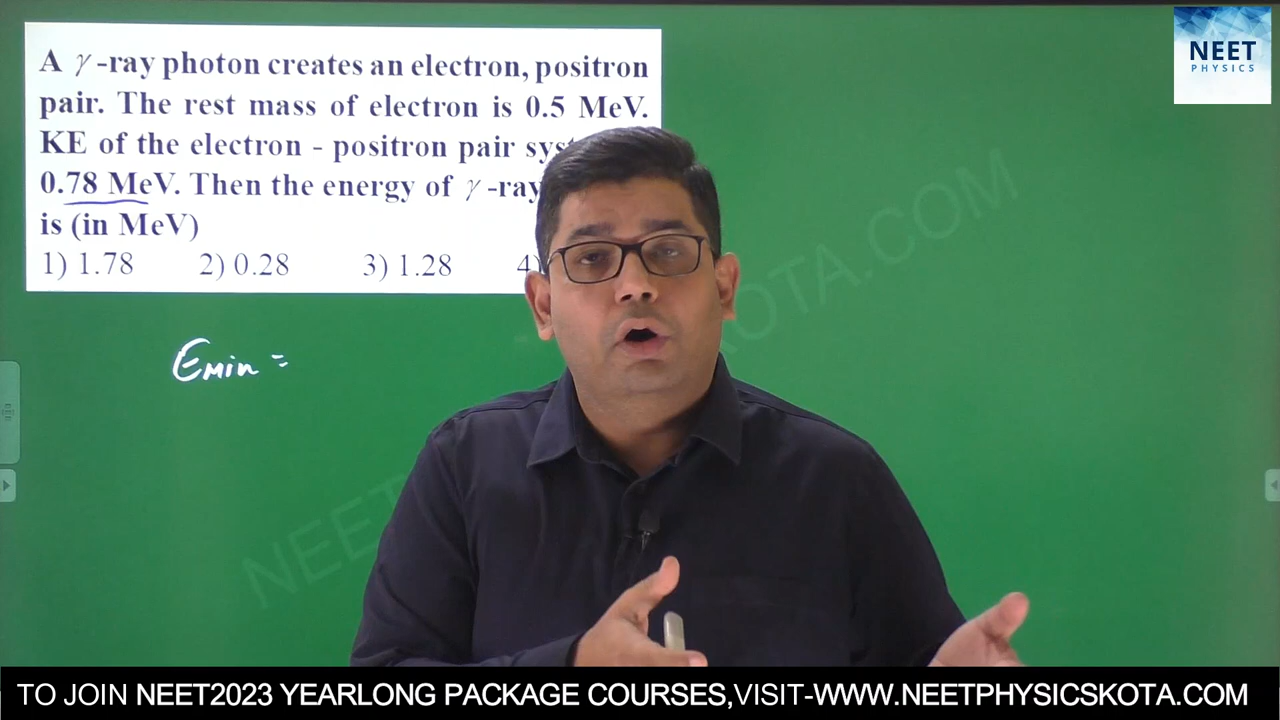 A γ-ray photon creates an electron, positron
pair. The rest mass of electron is 0.5 MeV.
KE of the electron - positron pair
0.78 MeV. Then the energy of γ-ray
is (in MeV)
1) 1.78 2) 0.28 3) 1.28 4)
Emin =
NEET
PHYSICS
TO JOIN NEET2023 YEARLONG PACKAGE COURSES,VISIT-WWW.NEETPHYSICSKOTA.COM